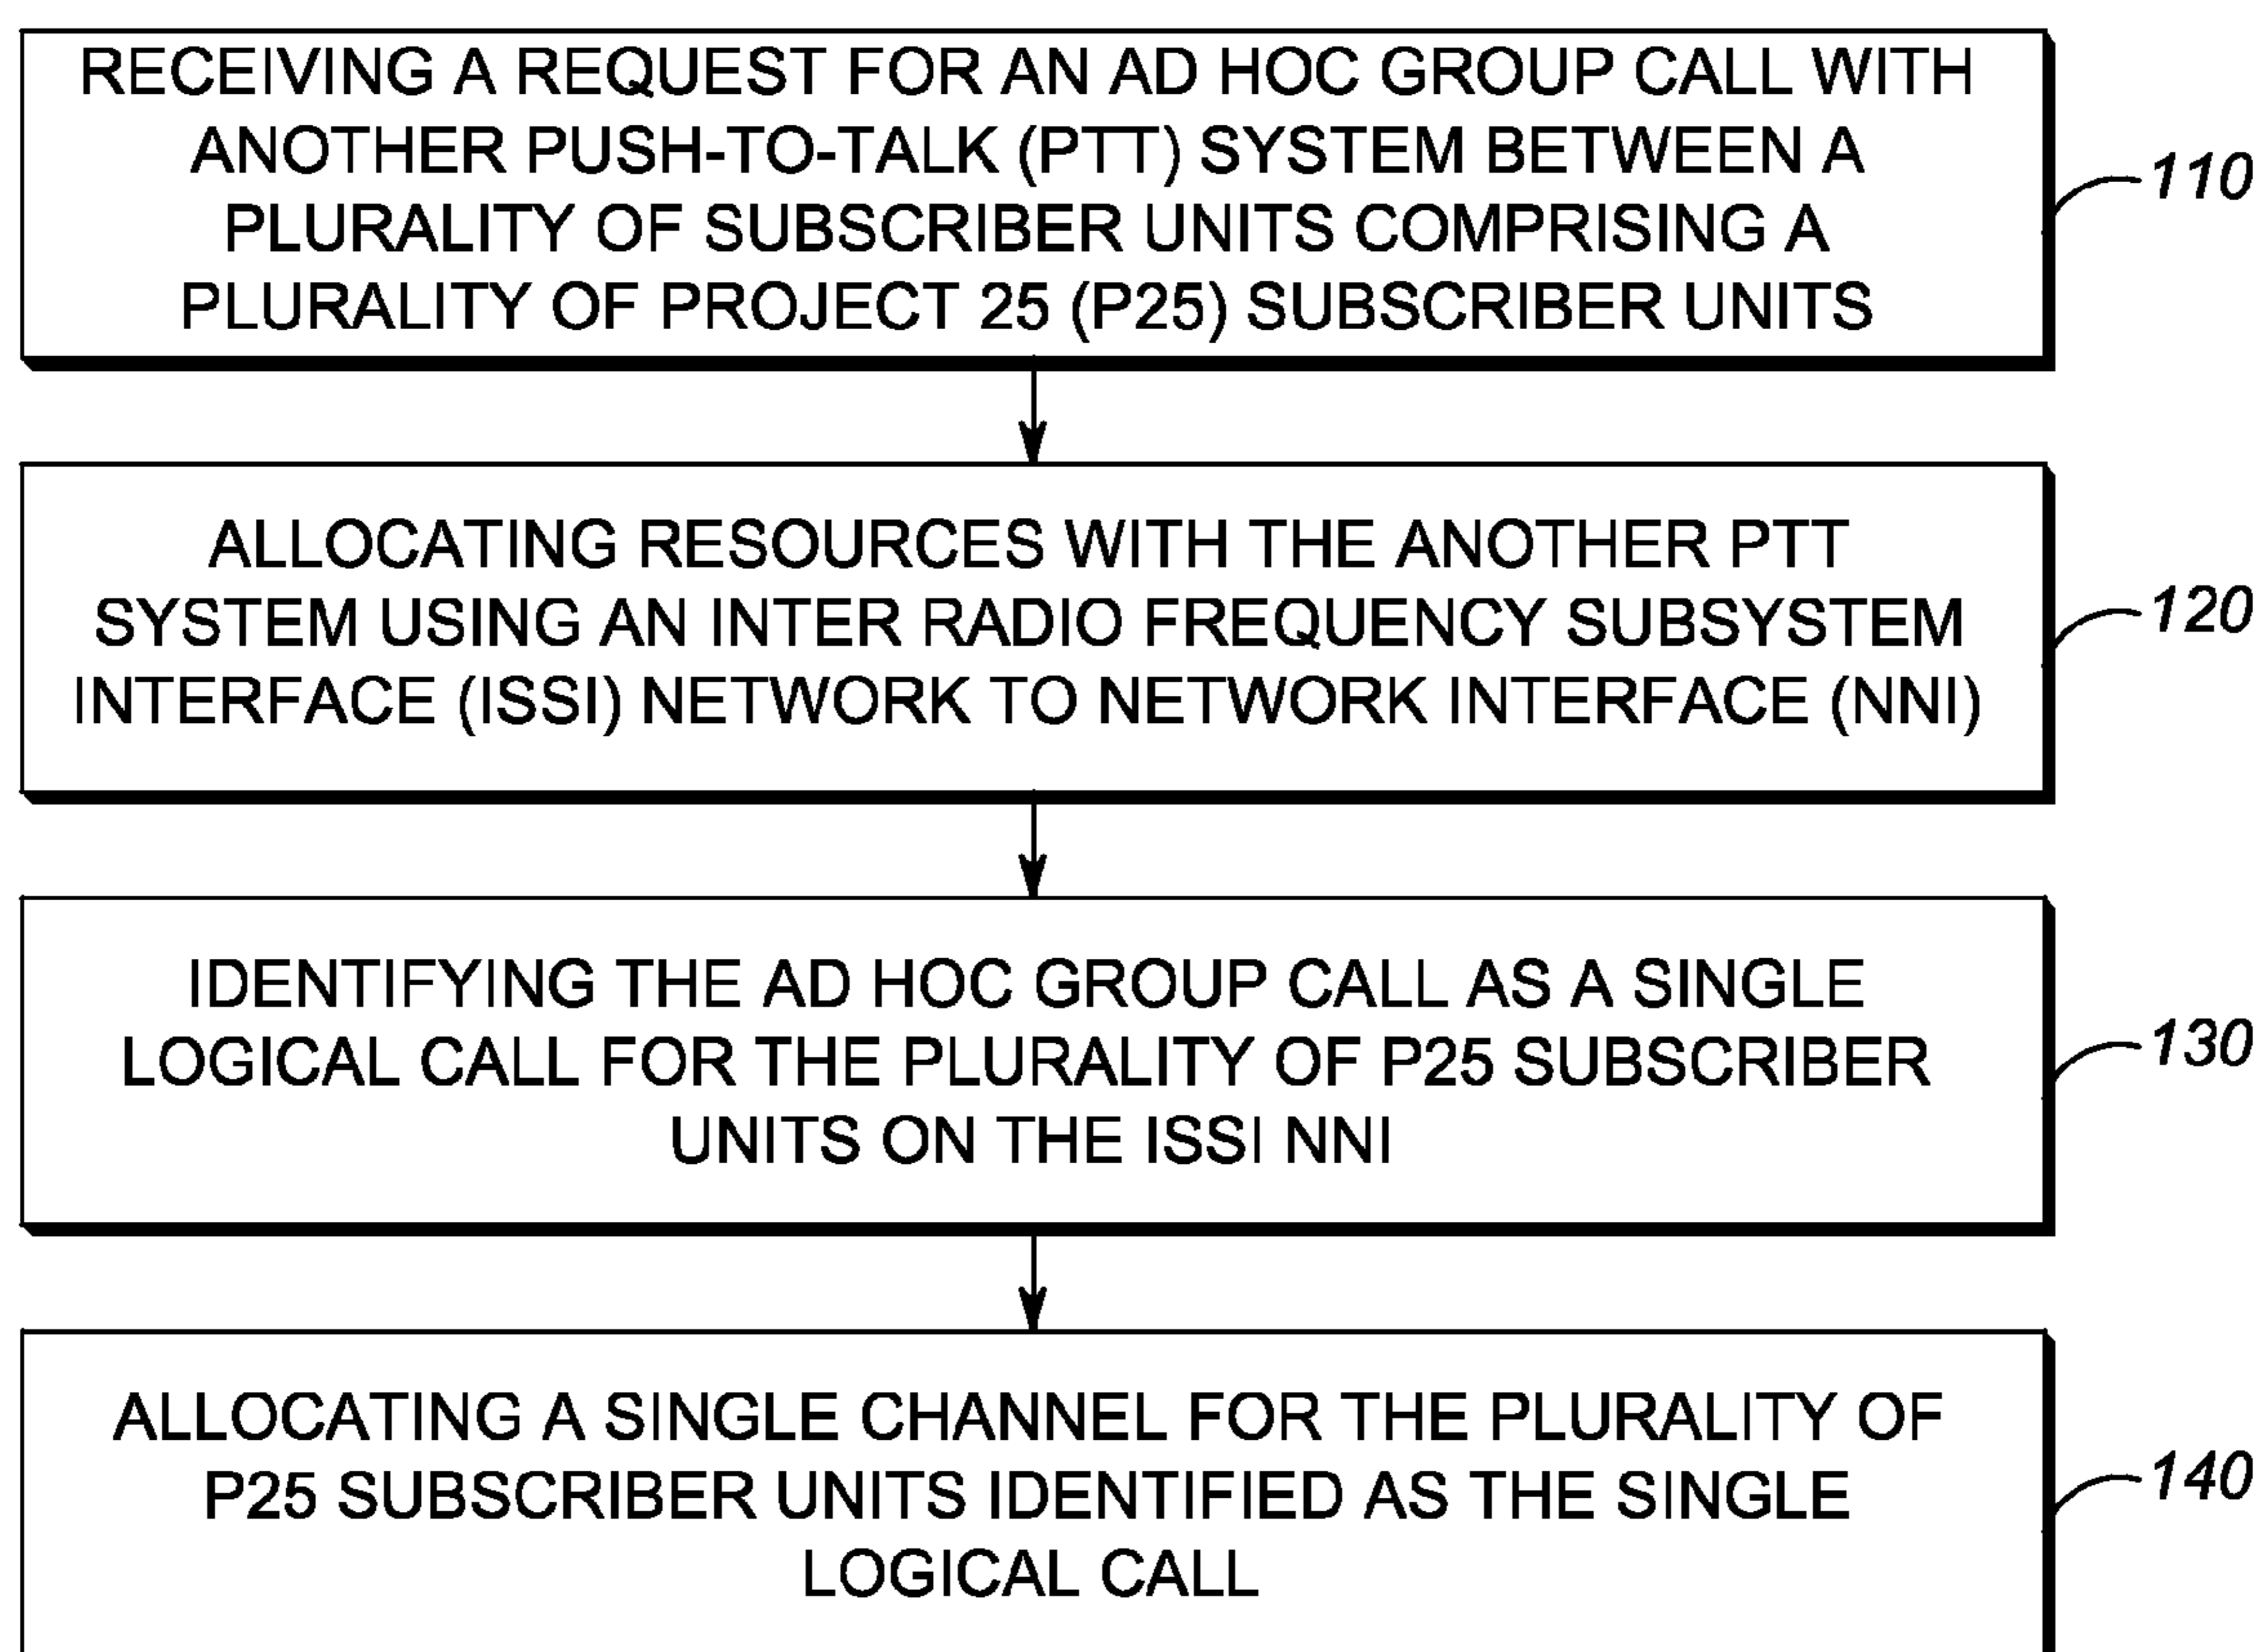 RECEIVING A REQUEST FOR AN AD HOC GROUP CALL WITH
ANOTHER PUSH-TO-TALK (PTT) SYSTEM BETWEEN A
PLURALITY OF SUBSCRIBER UNITS COMPRISING A
PLURALITY OF PROJECT 25 (P25) SUBSCRIBER UNITS
110
ALLOCATING RESOURCES WITH THE ANOTHER PTT
SYSTEM USING AN INTER RADIO FREQUENCY SUBSYSTEM
INTERFACE (ISSI) NETWORK TO NETWORK INTERFACE (NNI)
120
IDENTIFYING THE AD HOC GROUP CALL AS A SINGLE
LOGICAL CALL FOR THE PLURALITY OF P25 SUBSCRIBER
UNITS ON THE ISSI NNI
130
ALLOCATING A SINGLE CHANNEL FOR THE PLURALITY OF
P25 SUBSCRIBER UNITS IDENTIFIED AS THE SINGLE
LOGICAL CALL
140